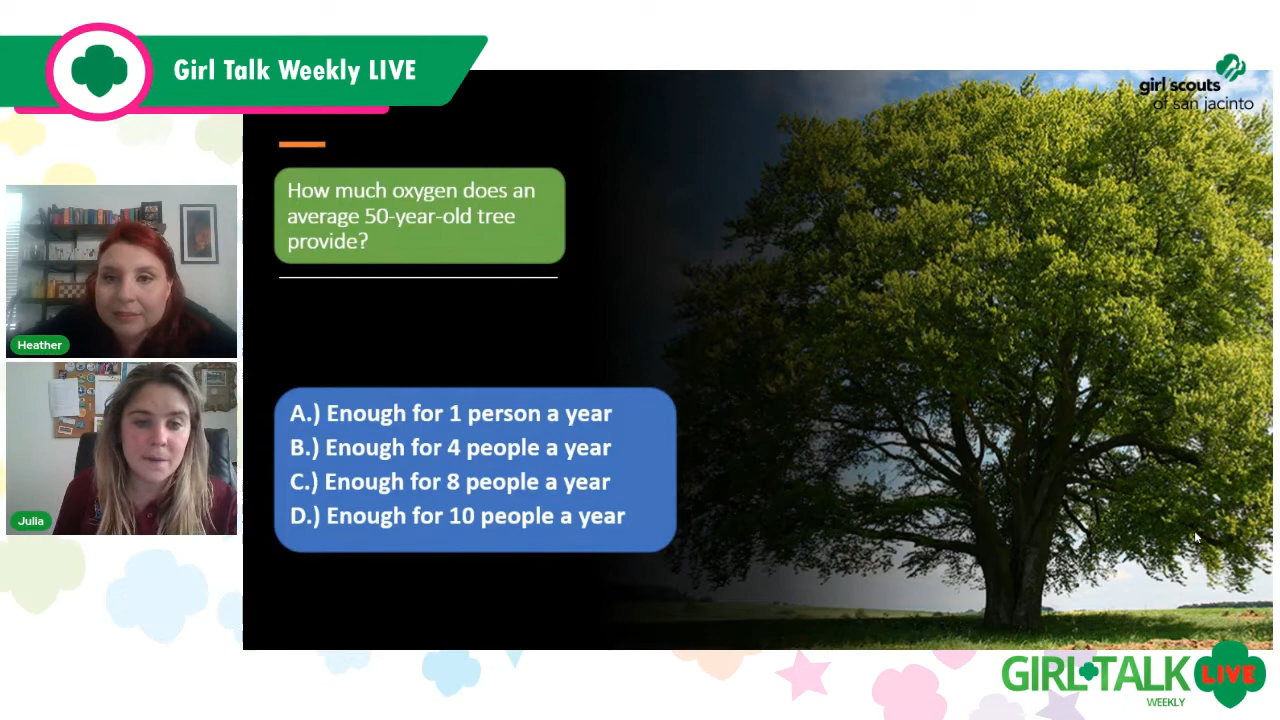 Girl Talk Weekly LIVE
girl scouts
of san jacinto
How much oxygen does an
average 50-year-old tree
provide?
Heather
A.) Enough for 1 person a year
B.) Enough for 4 people a year
C.) Enough for 8 people a year
D.) Enough for 10 people a year
Julia
GIRL TALK LIVE
WEEKLY